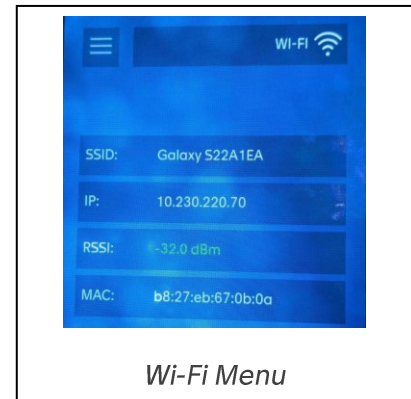 WI-FI
SSID: Galaxy S22A1EA
IP: 10.230.220.70
RSSI: -32.0 dBm
MAC: b8:27:eb:67:0b:0a
Wi-Fi Menu